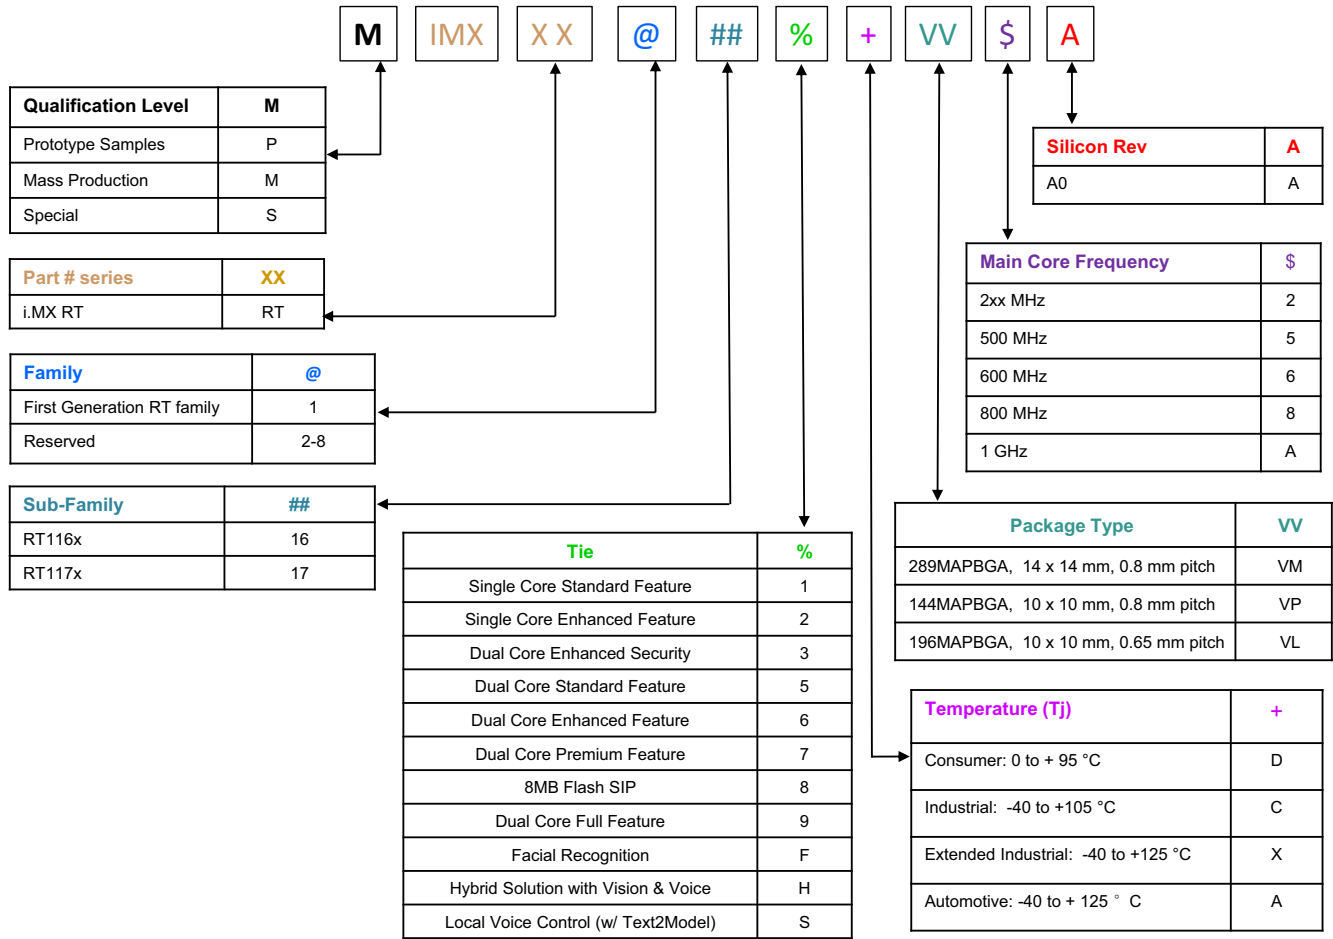 M IMX X X @ ## % + VV $ A
Qualification Level M
Prototype Samples P
Mass Production M
Special S
Part # series XX
i.MX RT RT
Family @
First Generation RT family 1
Reserved 2-8
Sub-Family ##
RT116x 16
RT117x 17
Tie %
Single Core Standard Feature 1
Single Core Enhanced Feature 2
Dual Core Enhanced Security 3
Dual Core Standard Feature 5
Dual Core Enhanced Feature 6
Dual Core Premium Feature 7
8MB Flash SIP 8
Dual Core Full Feature 9
Facial Recognition F
Hybrid Solution with Vision & Voice H
Local Voice Control (w/ Text2Model) S
Silicon Rev A
A0 A
Main Core Frequency $
2xx MHz 2
500 MHz 5
600 MHz 6
800 MHz 8
1 GHz A
Package Type VV
289MAPBGA, 14 x 14 mm, 0.8 mm pitch VM
144MAPBGA, 10 x 10 mm, 0.8 mm pitch VP
196MAPBGA, 10 x 10 mm, 0.65 mm pitch VL
Temperature (Tj) +
Consumer: 0 to + 95 °C D
Industrial: -40 to +105 °C C
Extended Industrial: -40 to +125 °C X
Automotive: -40 to + 125 ° C A